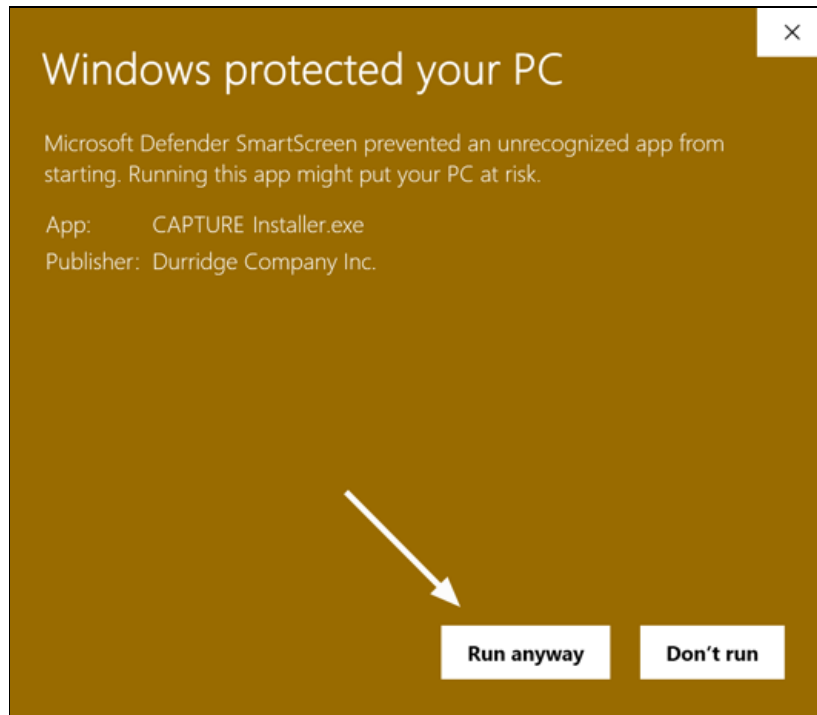 Windows protected your PC
Microsoft Defender SmartScreen prevented an unrecognized app from
starting. Running this app might put your PC at risk.
App: CAPTURE Installer.exe
Publisher: Durridge Company Inc.
Run anyway Don't run